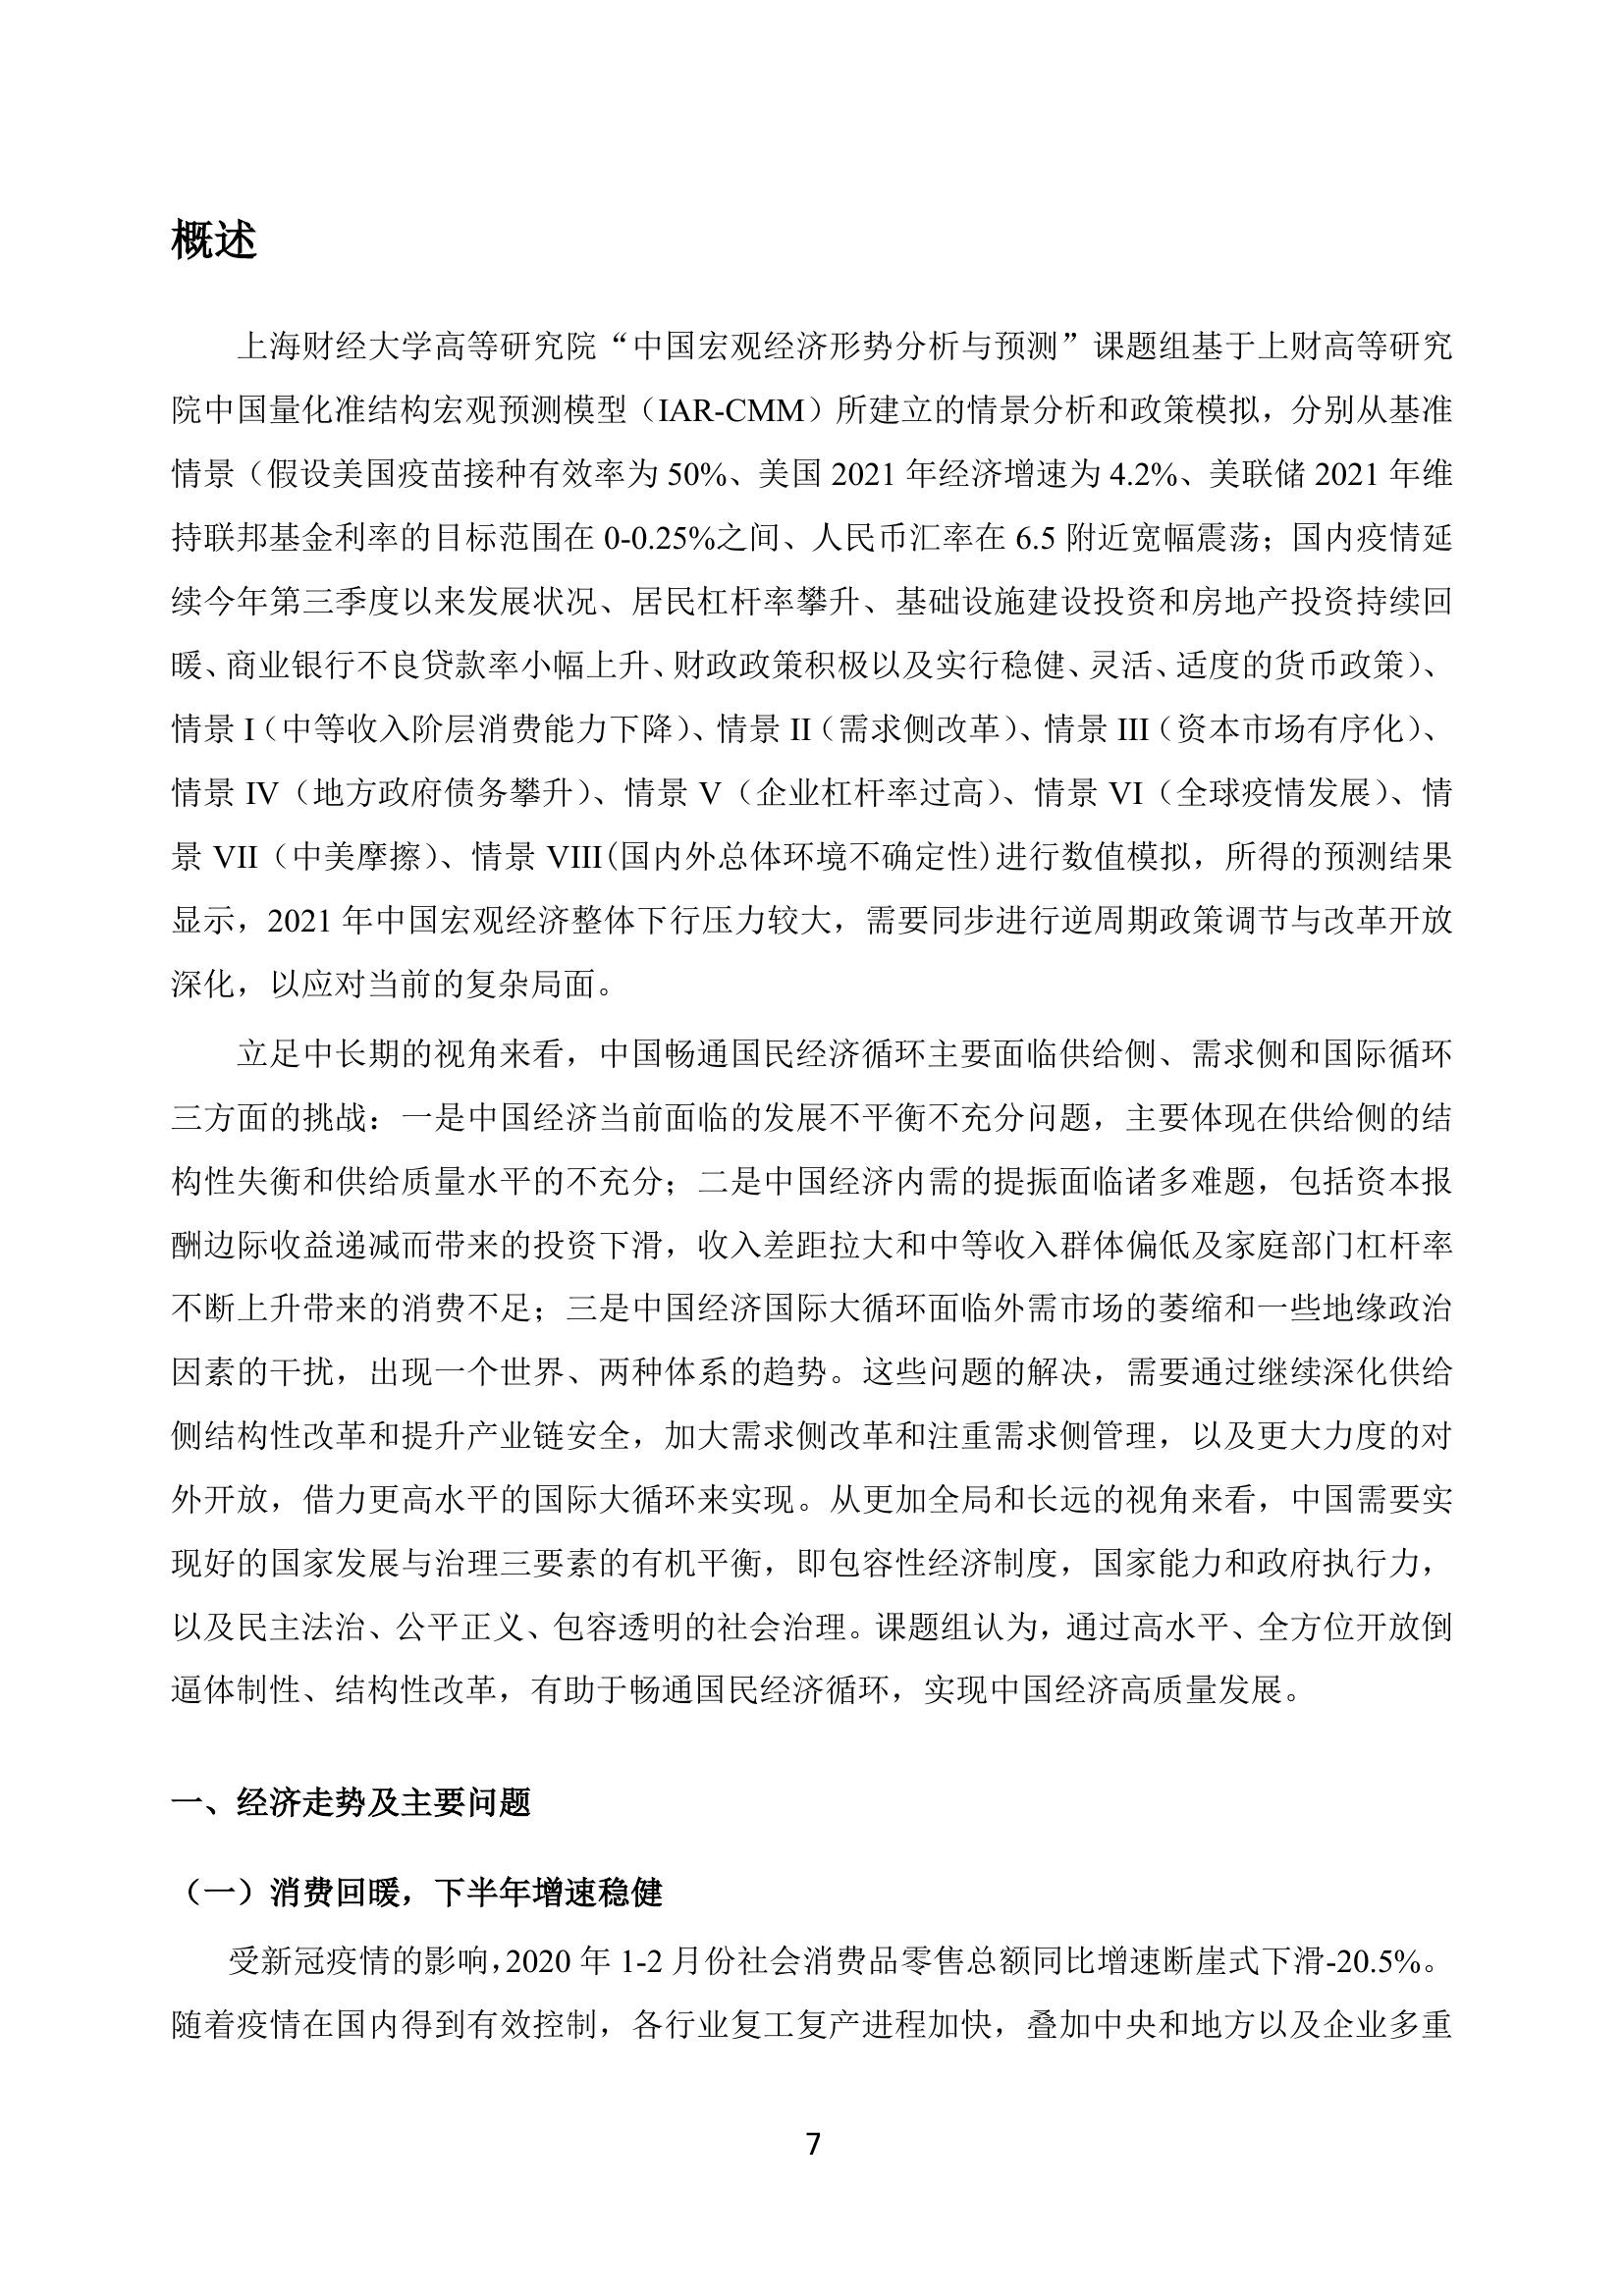 概述
上海财经大学高等研究院“中国宏观经济形势分析与预测”课题组基于上财高等研究
院中国量化准结构宏观预测模型（IAR-CMM）所建立的情景分析和政策模拟，分别从基准
情景（假设美国疫苗接种有效率为 50%、美国 2021 年经济增速为 4.2%、美联储 2021 年维
持联邦基金利率的目标范围在 0-0.25%之间、人民币汇率在 6.5 附近宽幅震荡；国内疫情延
续今年第三季度以来发展状况、居民杠杆率攀升、基础设施建设投资和房地产投资持续回
暖、商业银行不良贷款率小幅上升、财政政策积极以及实行稳健、灵活、适度的货币政策）、
情景 I（中等收入阶层消费能力下降）、情景 II（需求侧改革）、情景 III（资本市场有序化）、
情景 IV（地方政府债务攀升）、情景 V（企业杠杆率过高）、情景 VI（全球疫情发展）、情
景 VII（中美摩擦）、情景 VIII(国内外总体环境不确定性)进行数值模拟，所得的预测结果
显示，2021 年中国宏观经济整体下行压力较大，需要同步进行逆周期政策调节与改革开放
深化，以应对当前的复杂局面。
立足中长期的视角来看，中国畅通国民经济循环主要面临供给侧、需求侧和国际循环
三方面的挑战：一是中国经济当前面临的发展不平衡不充分问题，主要体现在供给侧的结
构性失衡和供给质量水平的不充分；二是中国经济内需的提振面临诸多难题，包括资本报
酬边际收益递减而带来的投资下滑，收入差距拉大和中等收入群体偏低及家庭部门杠杆率
不断上升带来的消费不足；三是中国经济国际大循环面临外需市场的萎缩和一些地缘政治
因素的干扰，出现一个世界、两种体系的趋势。这些问题的解决，需要通过继续深化供给
侧结构性改革和提升产业链安全，加大需求侧改革和注重需求侧管理，以及更大力度的对
外开放，借力更高水平的国际大循环来实现。从更加全局和长远的视角来看，中国需要实
现好的国家发展与治理三要素的有机平衡，即包容性经济制度，国家能力和政府执行力，
以及民主法治、公平正义、包容透明的社会治理。课题组认为，通过高水平、全方位开放倒
逼体制性、结构性改革，有助于畅通国民经济循环，实现中国经济高质量发展。
一、经济走势及主要问题
（一）消费回暖，下半年增速稳健
受新冠疫情的影响，2020 年 1-2 月份社会消费品零售总额同比增速断崖式下滑-20.5%。
随着疫情在国内得到有效控制，各行业复工复产进程加快，叠加中央和地方以及企业多重
7